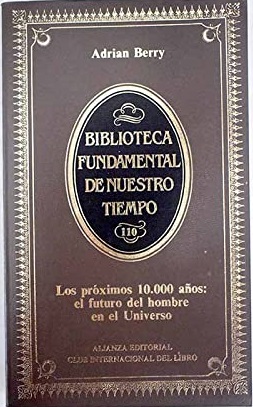 Adrian Berry
BIBLIOTECA
FUNDAMENTAL
DE NUESTRO
TIEMPO
110
Los próximos 10.000 años:
el futuro del hombre
en el Universo
ALIANZA EDITORIAL
CLUB INTERNACIONAL DEL LIBRO